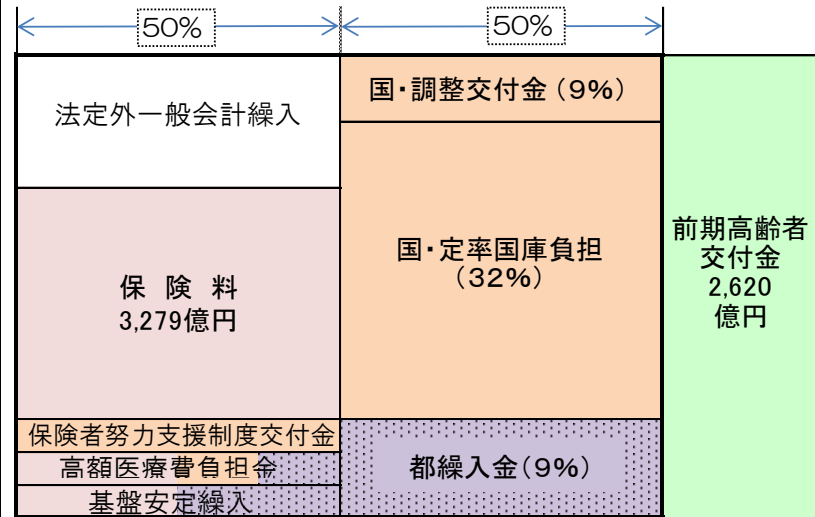 50%
50%
法定外一般会計繰入
国・調整交付金（9%）
保 険 料
3,279億円
国・定率国庫負担
（32%）
前期高齢者
交付金
2,620
億円
保険者努力支援制度交付金
高額医療費負担金
基盤安定繰入
都繰入金（9%）